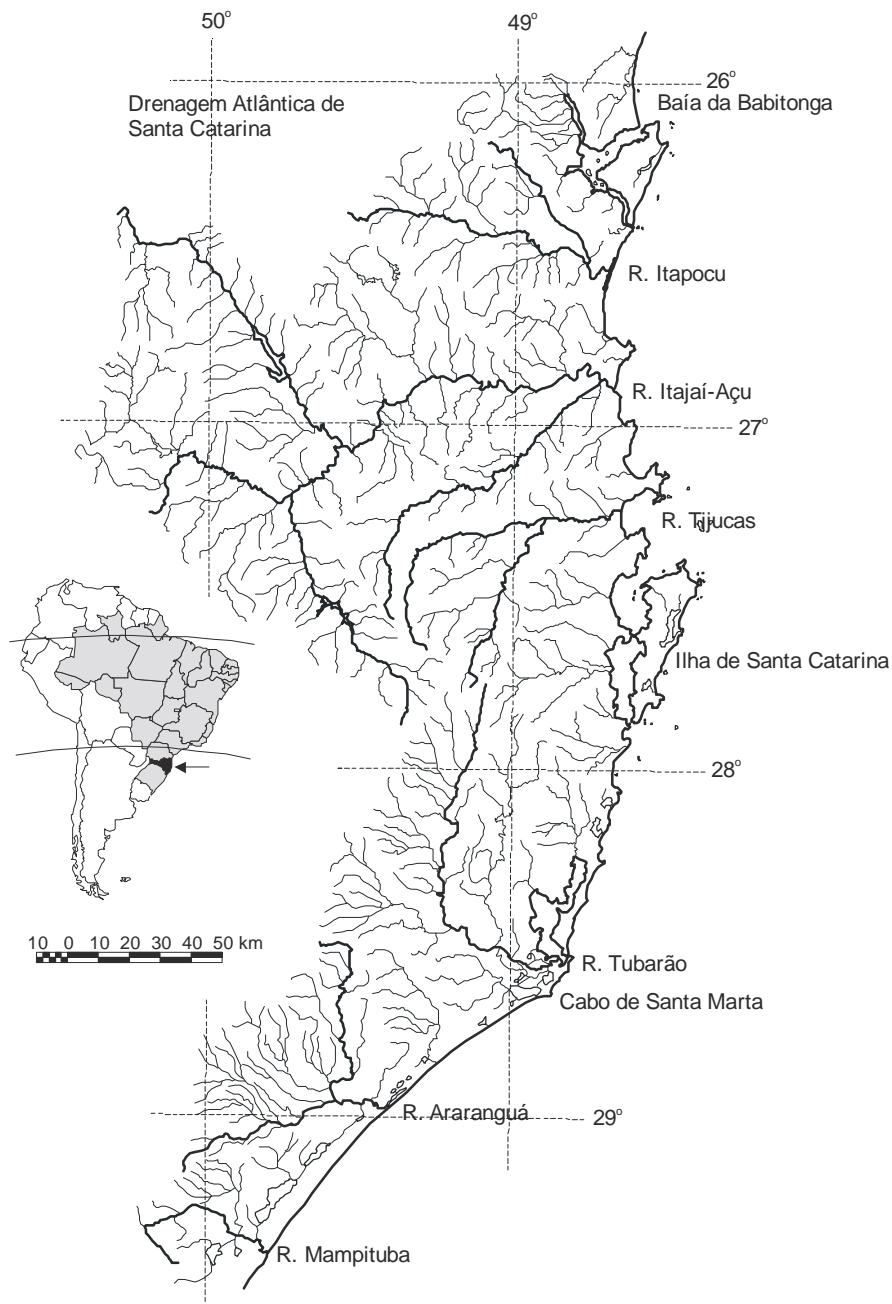 50°
49°
26°
Drenagem Atlântica de
Santa Catarina
Baía da Babitonga
R. Itapocu
R. Itajaí-Açu
27°
R. Tijucas
Ilha de Santa Catarina
28°
10 0 10 20 30 40 50 km
R. Tubarão
Cabo de Santa Marta
R. Araranguá
29°
R. Mampituba